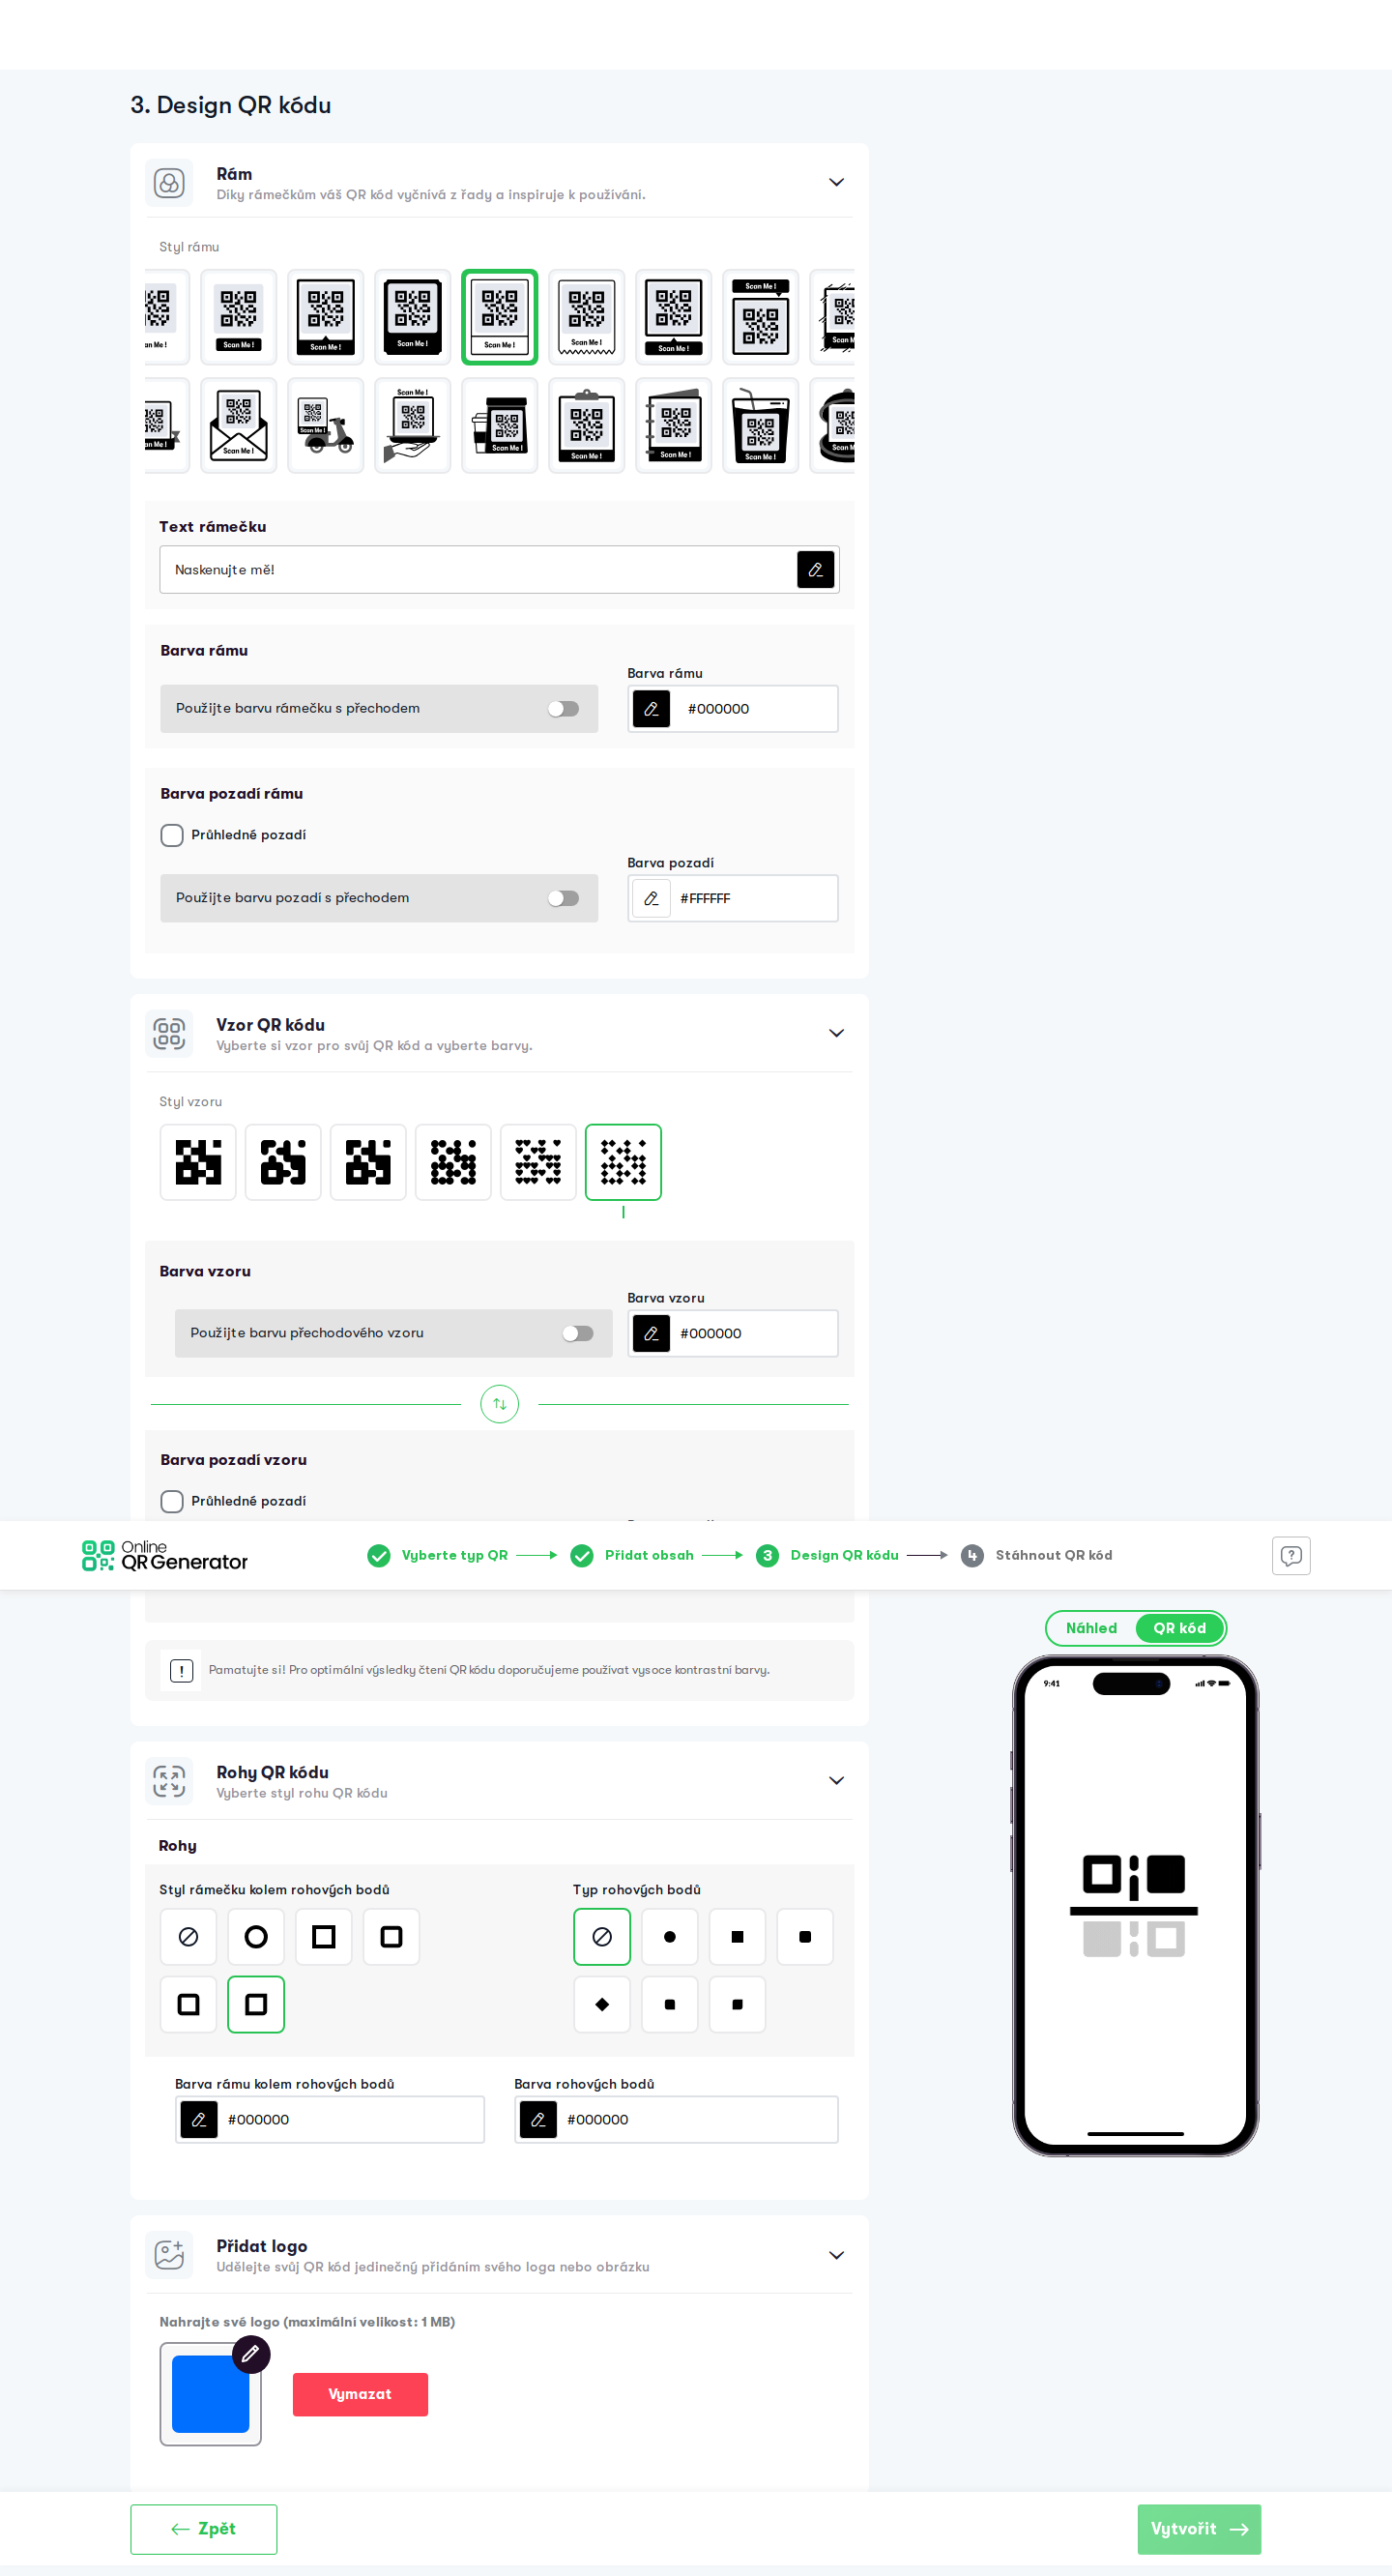 3. Design QR kódu
Rám
Díky rámečkům váš QR kód vyčnívá z řady a inspiruje k používání.
Styl rámu
an Me !
Scan Me !
Scan Me !
Scan Me !
Scan Me !
Scan Me !
Scan Me !
Scan Me !
Scan M
an Me !
Scan Me !
Scan Me !
Scan Me !
Scan Me !
Scan Me !
Scan Me !
Scan Me !
Scan M
Text rámečku
Naskenujte mě!
Barva rámu
Barva rámu
Použijte barvu rámečku s přechodem
#000000
Barva pozadí rámu
Průhledné pozadí
Barva pozadí
Použijte barvu pozadí s přechodem
#FFFFFF
Vzor QR kódu
Vyberte si vzor pro svůj QR kód a vyberte barvy.
Styl vzoru
Barva vzoru
Barva vzoru
Použijte barvu přechodového vzoru
#000000
Barva pozadí vzoru
Průhledné pozadí
Online
QR Generator
Vyberte typ QR
Přidat obsah
3 Design QR kódu
4 Stáhnout QR kód
Náhled
QR kód
! Pamatujte si! Pro optimální výsledky čtení QR kódu doporučujeme používat vysoce kontrastní barvy.
9:41
Rohy QR kódu
Vyberte styl rohu QR kódu
Rohy
Styl rámečku kolem rohových bodů
Typ rohových bodů
Barva rámu kolem rohových bodů
Barva rohových bodů
#000000
#000000
Přidat logo
Udělejte svůj QR kód jedinečný přidáním svého loga nebo obrázku
Nahrajte své logo (maximální velikost: 1 MB)
Vymazat
Zpět
Vytvořit